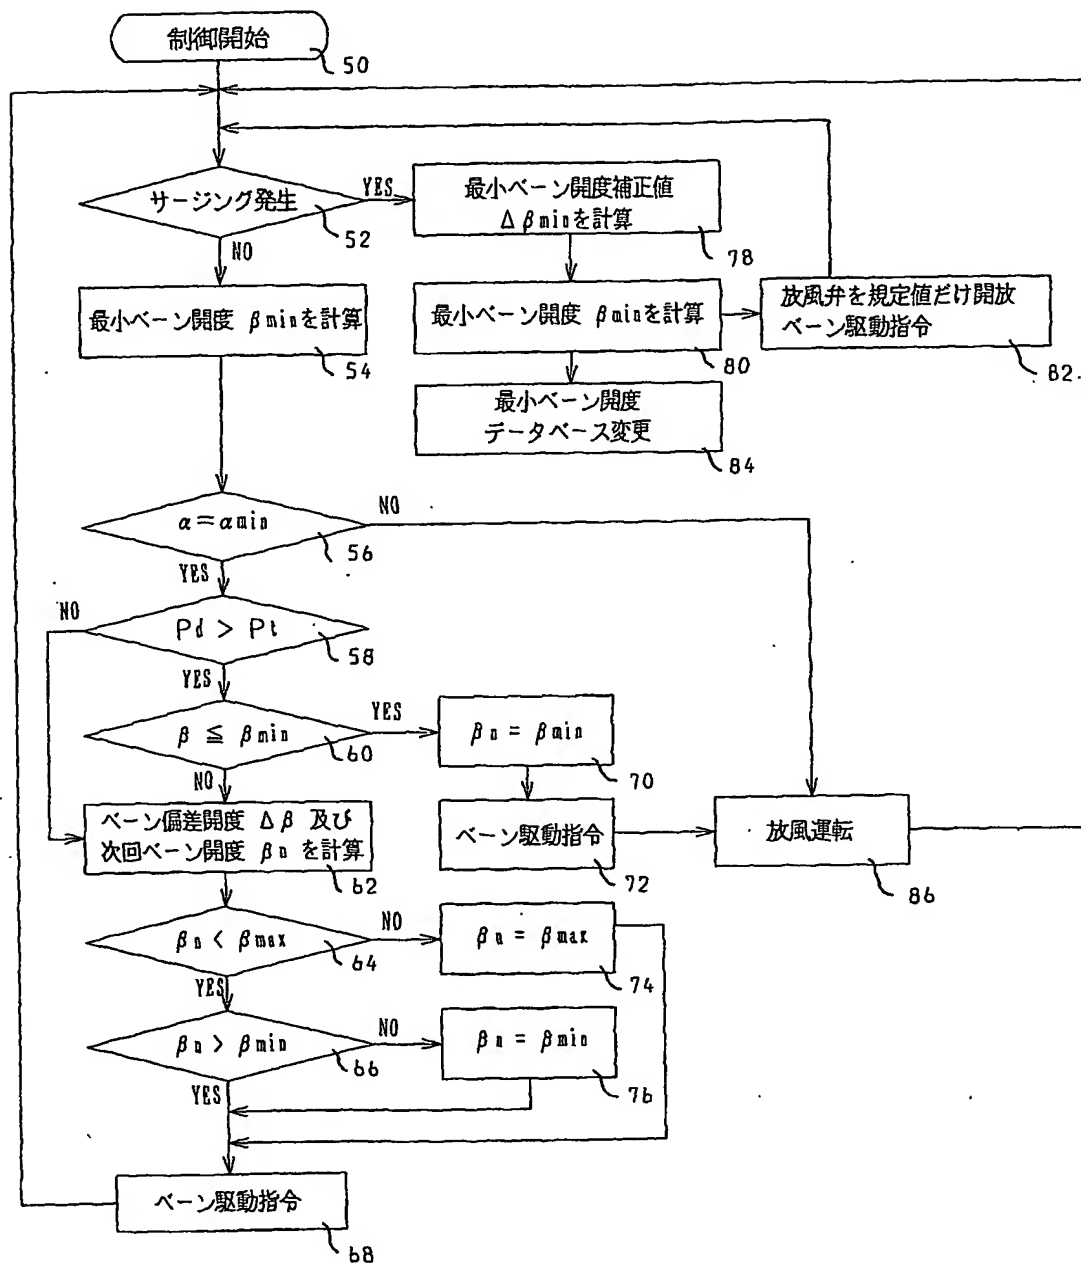 制御開始
50
サージング発生
52
YES
NO
最小ベーン開度補正値
Δβminを計算
78
最小ベーン開度 βminを計算
54
最小ベーン開度 βminを計算
80
放風弁を規定値だけ開放
ベーン駆動指令
82
最小ベーン開度
データベース変更
84
α=αmin
56
NO
YES
Pd > Pt
58
NO
YES
β ≦ βmin
60
YES
NO
βn = βmin
70
ベーン偏差開度 Δβ 及び
次回ベーン開度 βn を計算
62
ベーン駆動指令
72
放風運転
86
βn < βmax
64
NO
YES
βn = βmax
74
βn > βmin
66
NO
YES
βn = βmin
76
ベーン駆動指令
68